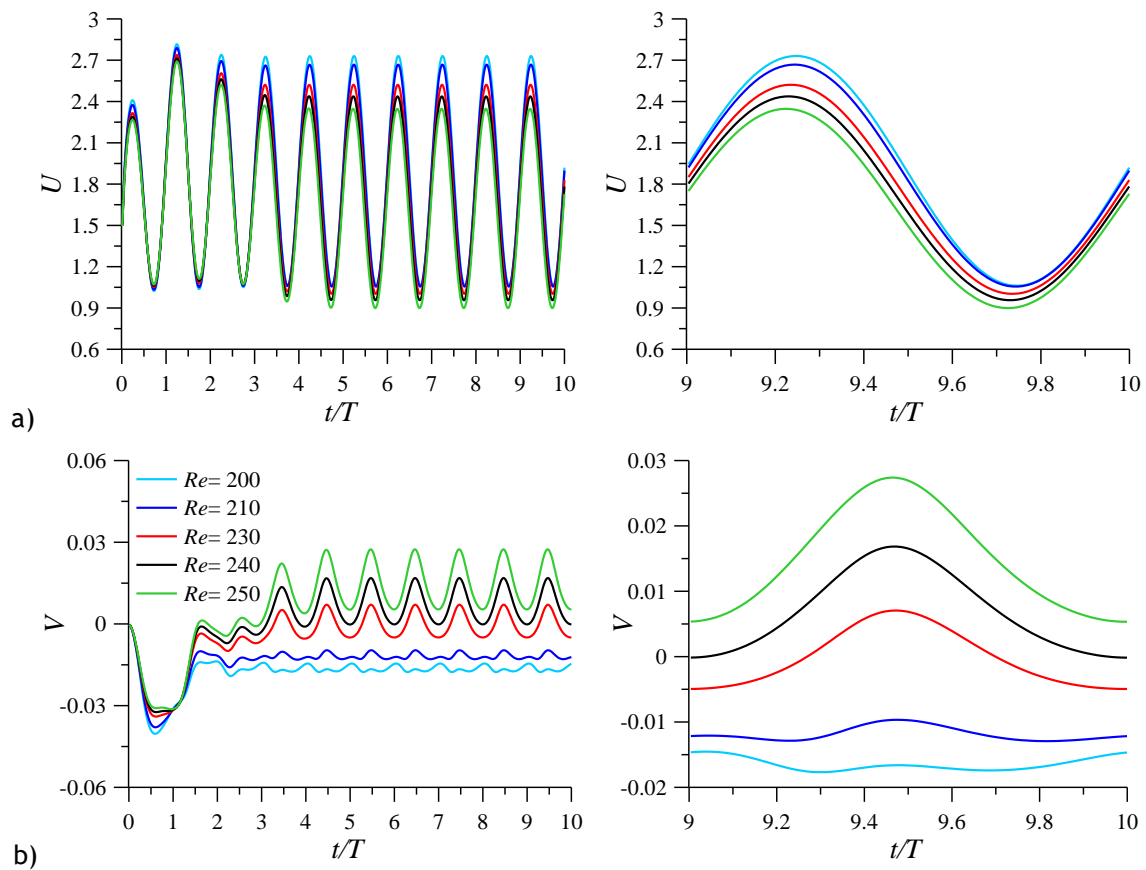 3
2.7
2.4
2.1
1.8
1.5
1.2
0.9
0.6
U
0 1 2 3 4 5 6 7 8 9 10
t/T
3
2.7
2.4
2.1
1.8
1.5
1.2
0.9
0.6
U
9 9.2 9.4 9.6 9.8 10
t/T
a)
0.06
0.03
0
-0.03
-0.06
V
Re= 200
Re= 210
Re= 230
Re= 240
Re= 250
0 1 2 3 4 5 6 7 8 9 10
t/T
0.03
0.02
0.01
0
-0.01
-0.02
V
9 9.2 9.4 9.6 9.8 10
t/T
b)